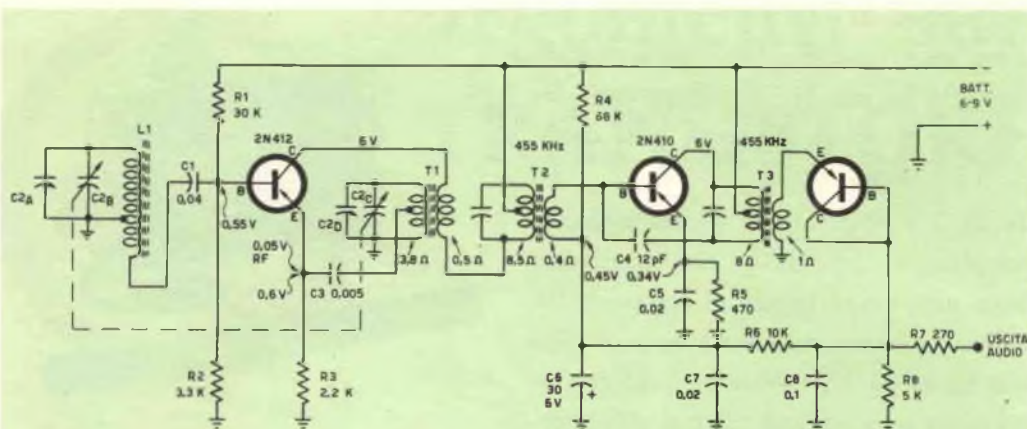 L1
C2A
C2B
C1
0,04
R1
30 K
2N412
B
C
E
0,55V
6V
C2C
C2D
T1
0,05
RF
0,6V
C3 0,005
3,8 Ω
0,5 Ω
R2
3,3 K
R3
2,2 K
455 KHz
T2
8,5 Ω
0,4 Ω
0,45V
R4
68 K
2N410
B
C
E
6V
455 KHz
T3
C4 12 pF
0,34V
8 Ω
1 Ω
E
B
C
C5
0,02
R5
470
C6
30
6V
+
C7
0,02
R6 10K
C8
0,1
R7 270
R8
5 K
USCITA
AUDIO
–
BATT.
6-9 V
+